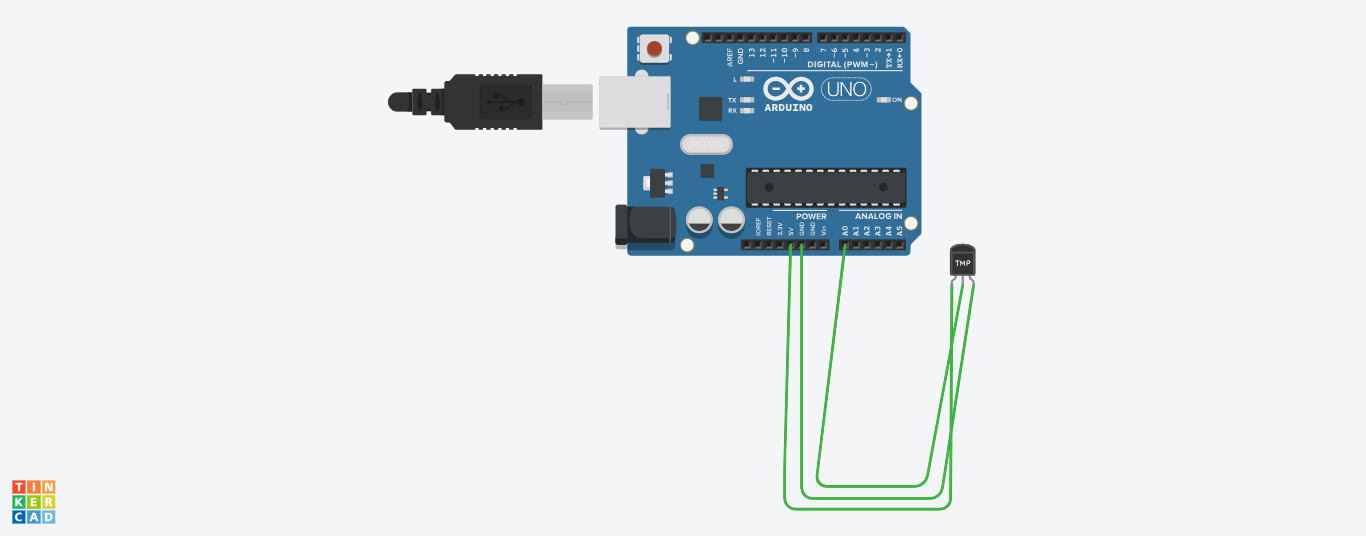 AREF
GND
13
12
~11
~10
~9
8
7
~6
~5
4
~3
2
TX→1
RX←0
DIGITAL (PWM~)
L
TX
RX
ARDUINO
UNO
ON
POWER
ANALOG IN
IOREF
RESET
3.3V
5V
GND
GND
Vin
A0
A1
A2
A3
A4
A5
TMP
TIN
KER
CAD